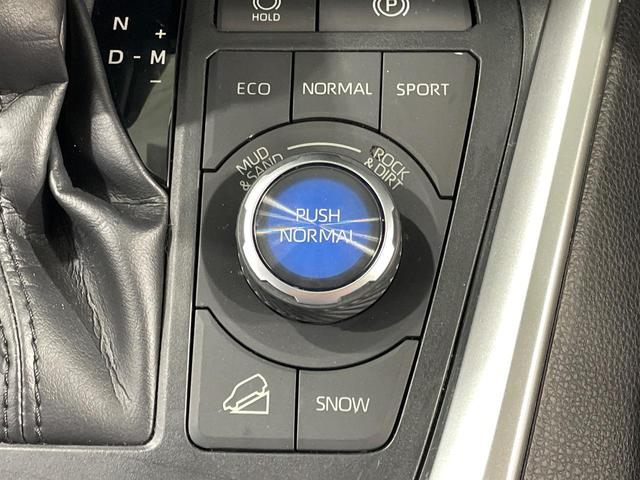 N
+
D - M
−
HOLD
P
ECO NORMAL SPORT
MUD
& SAND
ROCK
& DIRT
PUSH
NORMAL
SNOW